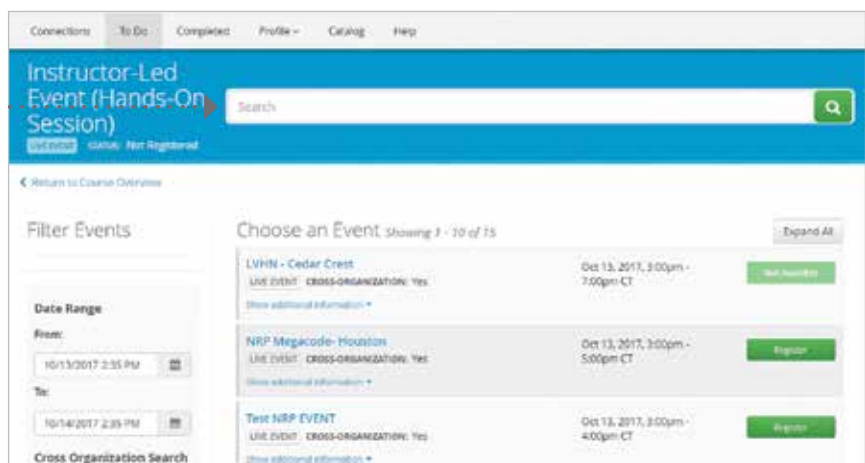 Connections To Do Completed Profile Catalog Help
Instructor-Led
Event (Hands-On
Session)
Search
LIVE EVENT STATUS: Not Registered
Return to Course Overview
Filter Events
Choose an Event Showing 1 - 10 of 15
Expand All
LVHN - Cedar Crest
LIVE EVENT CROSS-ORGANIZATION: Yes
Show additional information
Oct 13, 2017, 3:00pm -
7:00pm CT
Not Available
Date Range
From:
10/13/2017 2:35 PM
To:
10/14/2017 2:35 PM
Cross Organization Search
NRP Megacode- Houston
LIVE EVENT CROSS-ORGANIZATION: Yes
Show additional information
Oct 13, 2017, 3:00pm -
5:00pm CT
Register
Test NRP EVENT
LIVE EVENT CROSS-ORGANIZATION: Yes
Show additional information
Oct 13, 2017, 3:00pm -
4:00pm CT
Register